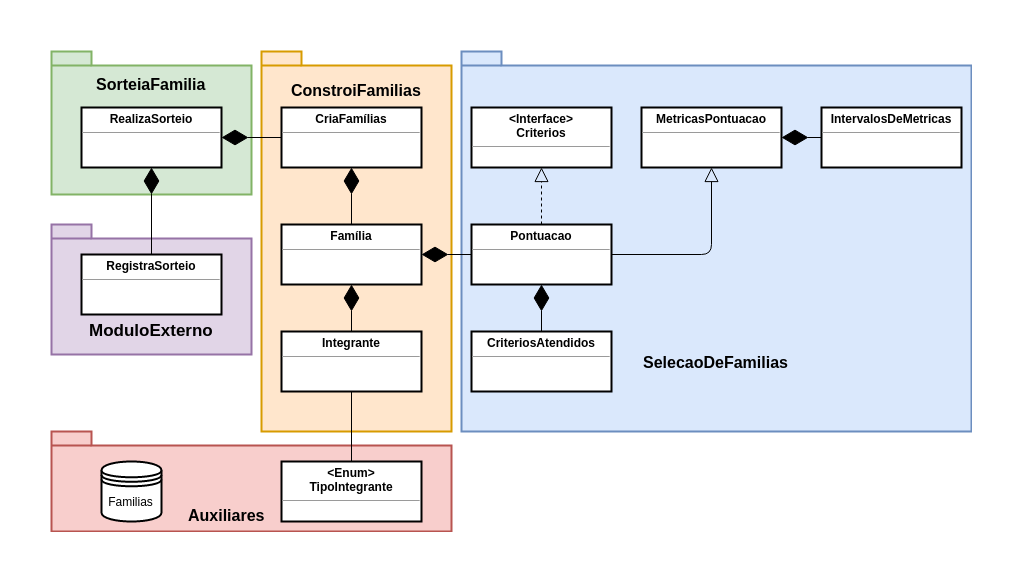 SorteiaFamilia
RealizaSorteio
ModuloExterno
RegistraSorteio
ConstroiFamilias
CriaFamílias
Família
Integrante
<Interface>
Criterios
MetricasPontuacao
IntervalosDeMetricas
Pontuacao
CriteriosAtendidos
SelecaoDeFamilias
Familias
Auxiliares
<Enum>
TipoIntegrante